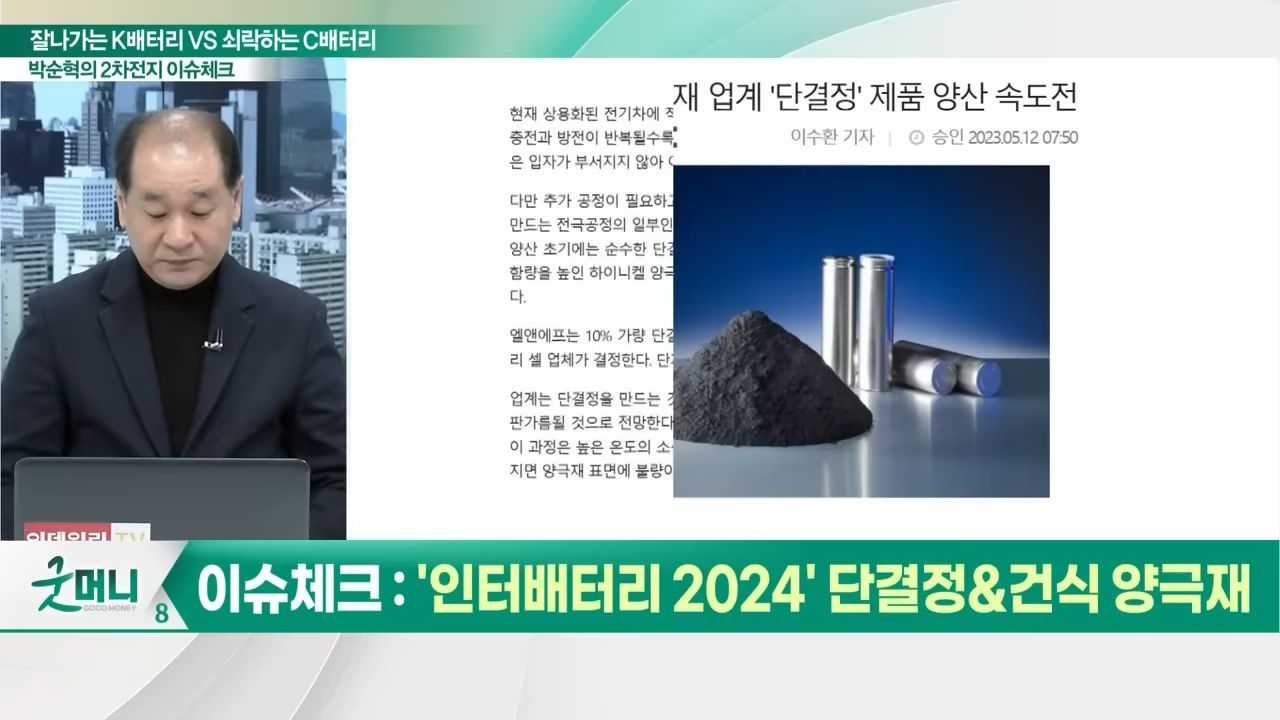 잘나가는 K배터리 VS 쇠락하는 C배터리
박순혁의 2차전지 이슈체크
재 업계 '단결정' 제품 양산 속도전
이수환 기자 | 승인 2023.05.12 07:50
현재 상용화된 전기차에
충전과 방전이 반복될수록
은 입자가 부서지지 않아
다만 추가 공정이 필요하고
만드는 전극공정의 일부인
양산 초기에는 순수한
함량을 높인 하이니켈
다.
엘앤에프는 10% 가량
리 셀 업체가 결정한다.
업계는 단결정을 만드는
판가름될 것으로 전망한다
이 과정은 높은 온도의
지면 양극재 표면에
이데일리 TV
굿머니
GOOD MONEY
8
이슈체크 : '인터배터리 2024' 단결정&건식 양극재